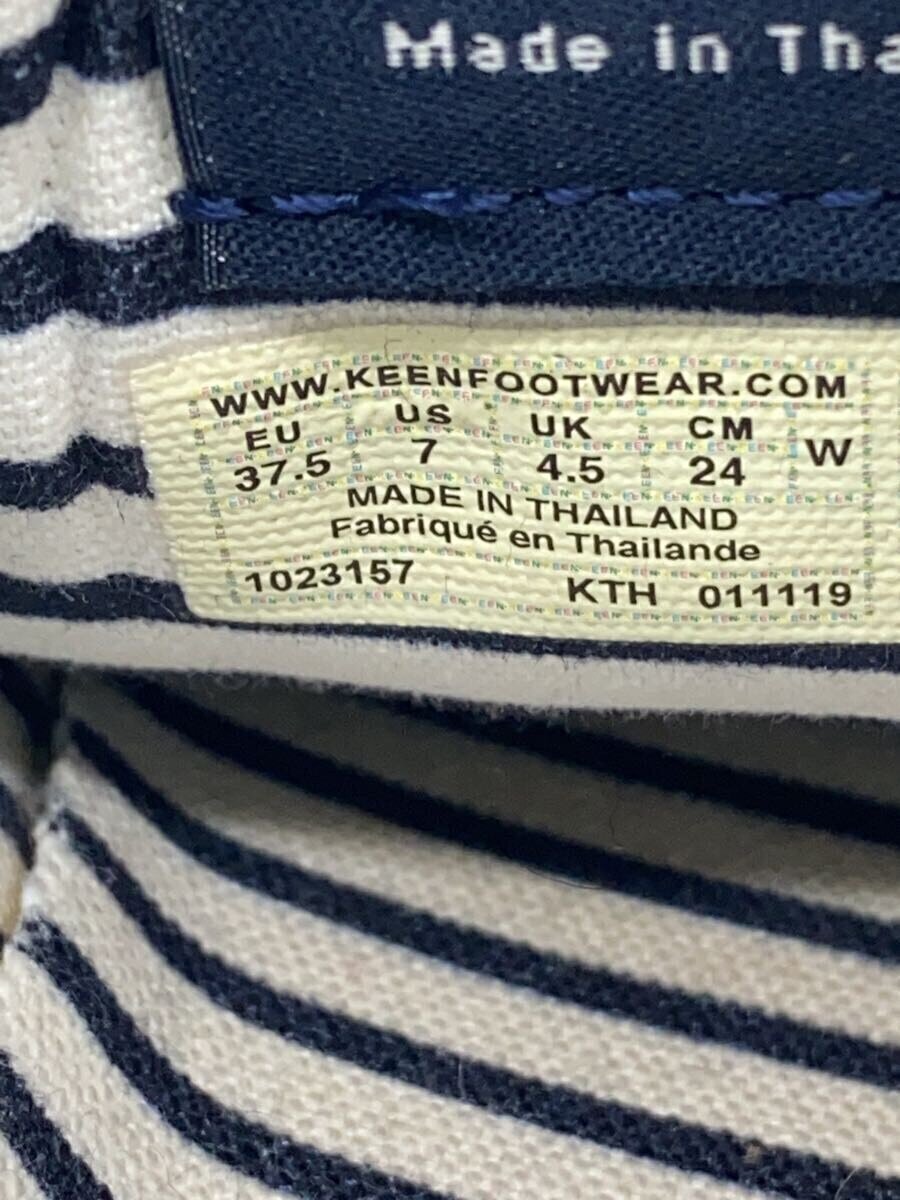 Made in Tha
WWW.KEENFOOTWEAR.COM
EU US UK CM W
37.5 7 4.5 24
MADE IN THAILAND
Fabriqué en Thailande
1023157 KTH 011119